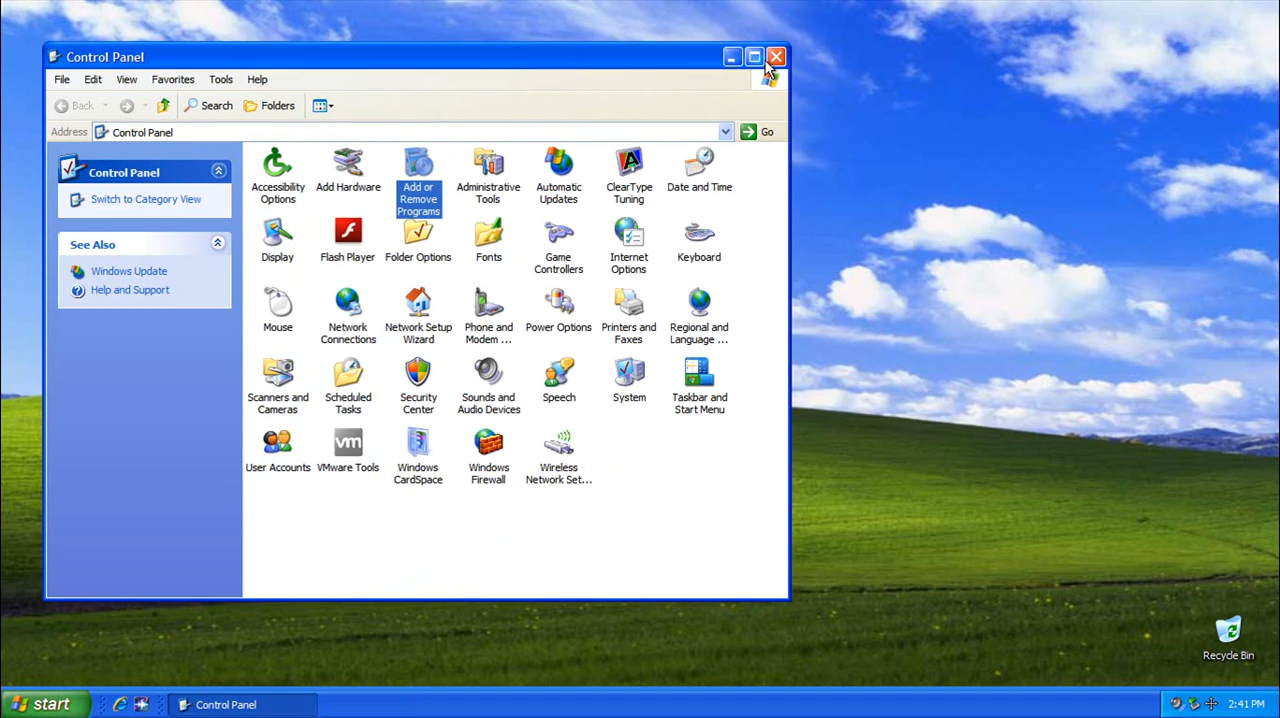 Control Panel
File Edit View Favorites Tools Help
Back Search Folders
Address Control Panel Go
Control Panel
Switch to Category View
See Also
Windows Update
Help and Support
Accessibility
Options
Add Hardware
Add or
Remove
Programs
Administrative
Tools
Automatic
Updates
ClearType
Tuning
Date and Time
Display
Flash Player
Folder Options
Fonts
Game
Controllers
Internet
Options
Keyboard
Mouse
Network
Connections
Network Setup
Wizard
Phone and
Modem ...
Power Options
Printers and
Faxes
Regional and
Language ...
Scanners and
Cameras
Scheduled
Tasks
Security
Center
Sounds and
Audio Devices
Speech
System
Taskbar and
Start Menu
User Accounts
vm
VMware Tools
Windows
CardSpace
Windows
Firewall
Wireless
Network Set...
Recycle Bin
start Control Panel 2:41 PM